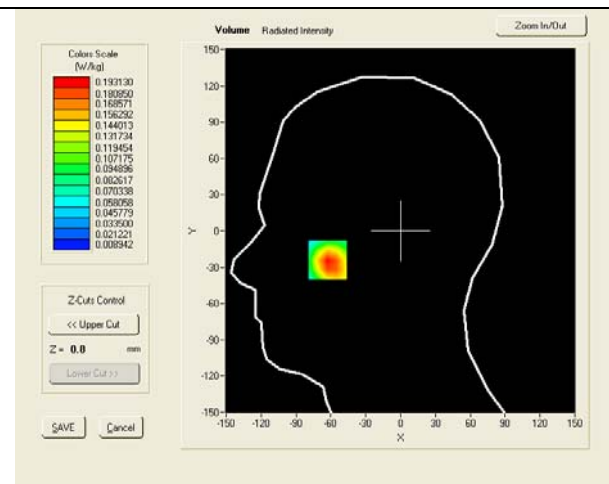 Volume Radiated Intensity
Zoom In/Out
Colors Scale
(W/kg)
0.193130
0.180850
0.168571
0.156292
0.144013
0.131734
0.119454
0.107175
0.094896
0.082617
0.070338
0.058058
0.045779
0.033500
0.021221
0.008942
Z-Cuts Control
<< Upper Cut
Z = 0.0 mm
Lower Cut >>
SAVE
Cancel
150
120
90
60
30
0
-30
-60
-90
-120
-150
Y
-150 -120 -90 -60 -30 0 30 60 90 120 150
X